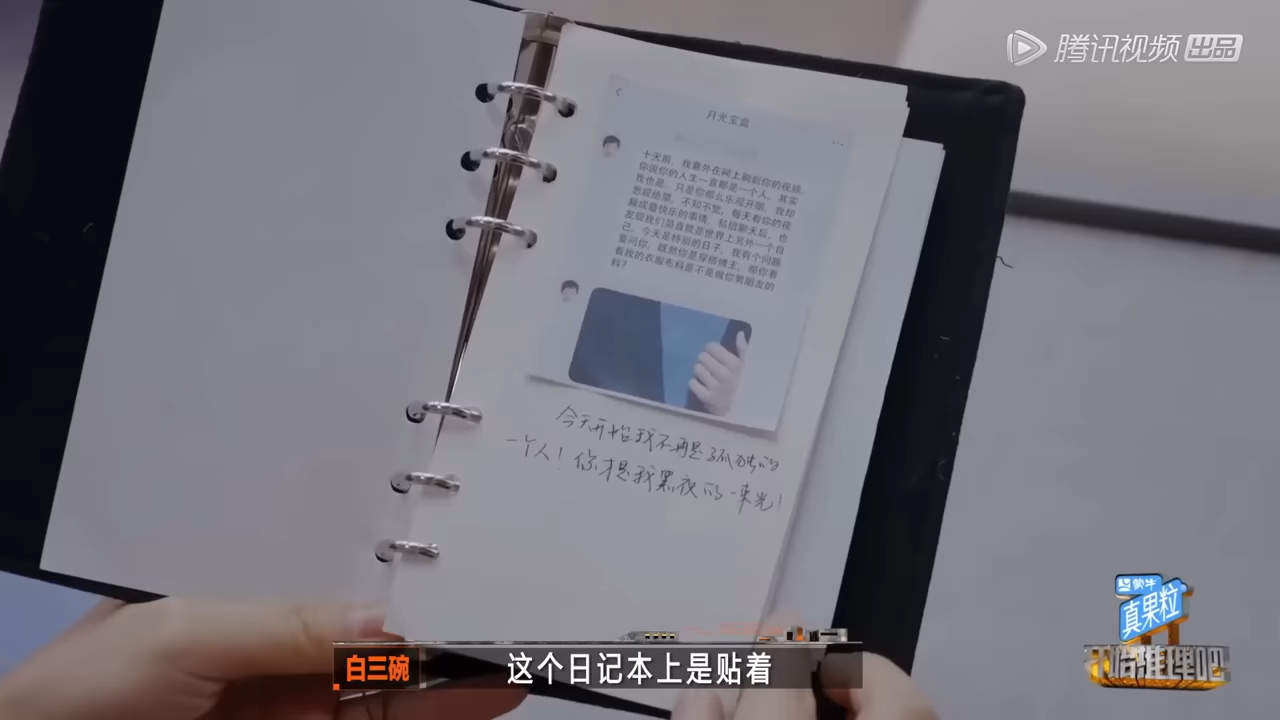 腾讯视频 出品
月光宝盒
十天前，我意外在网上刷到你的视频，
你说你的人生一直都是一个人，其实
我也是，只是你那么乐观开朗，我却
悲观绝望，不知不觉，每天看你的视
频成最快乐的事情，私信聊天后，也
发现我们简直就是世界上另外一个自
己，今天是特别的日子，我有个问题
要问你，既然你是穿搭博主，那你看
看我的衣服布料是不是做你男朋友的
料？
今天开始我不再是孤独的
一个人！你才是我黑夜的一束光！
蒙牛
真果粒
开始推理吧
白三碗
这个日记本上是贴着